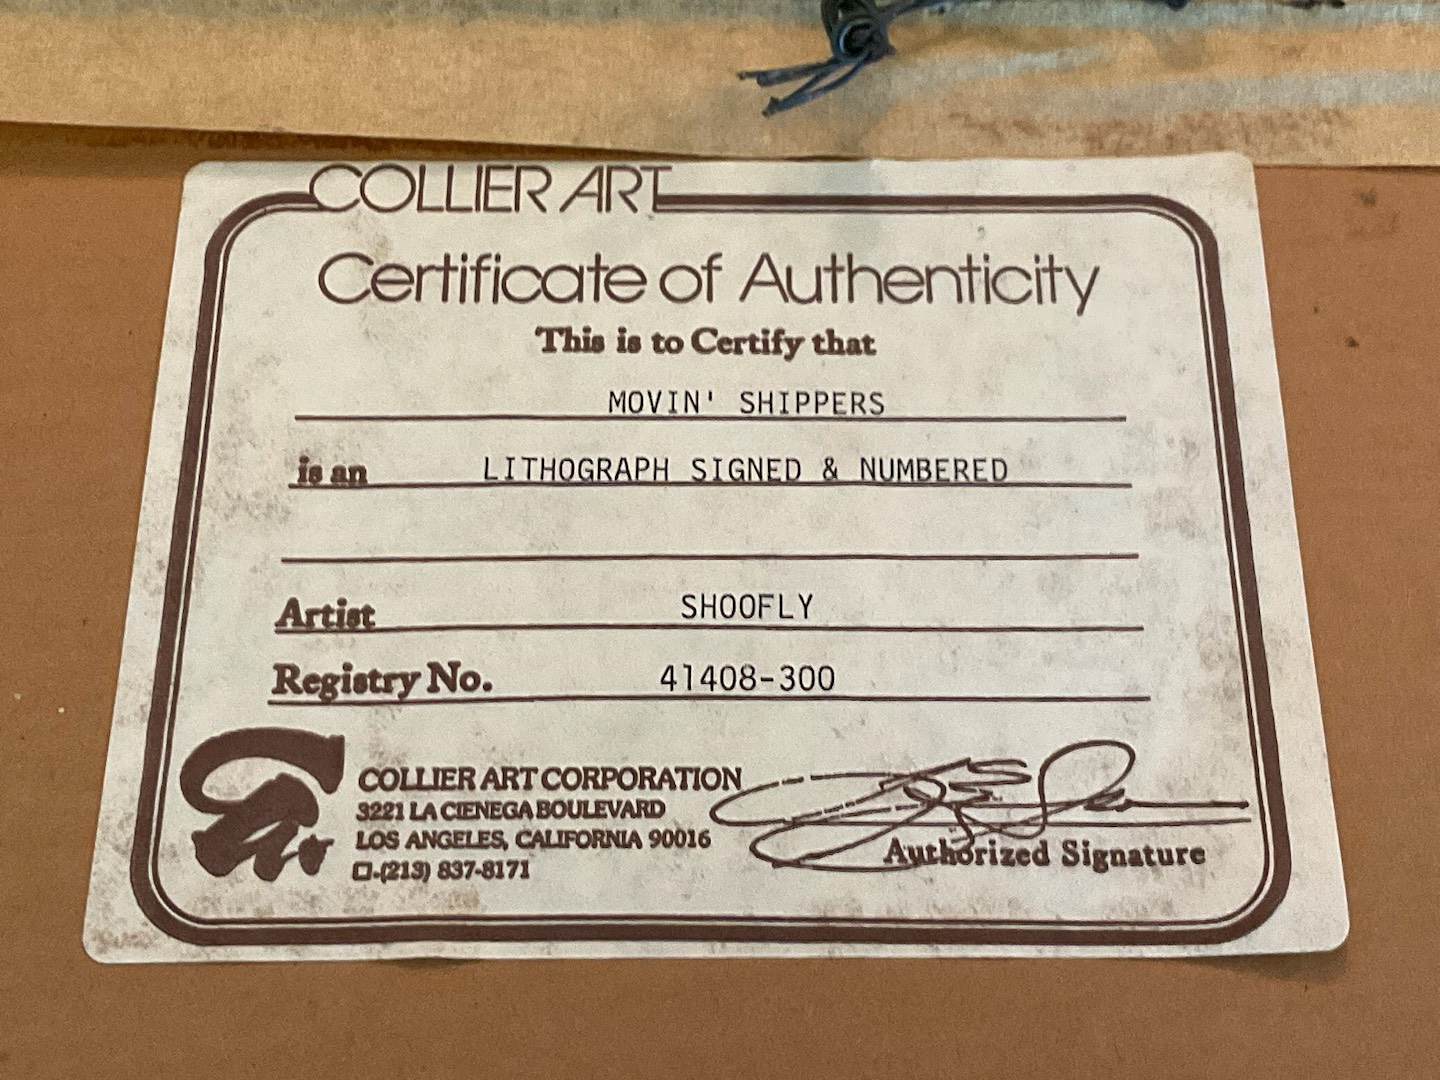 COLLIER ART
Certificate of Authenticity
This is to Certify that
MOVIN' SHIPPERS
is an LITHOGRAPH SIGNED & NUMBERED
Artist SHOOFLY
Registry No. 41408-300
COLLIER ART CORPORATION
3221 LA CIENEGA BOULEVARD
LOS ANGELES, CALIFORNIA 90016
(213) 837-8171
Authorized Signature